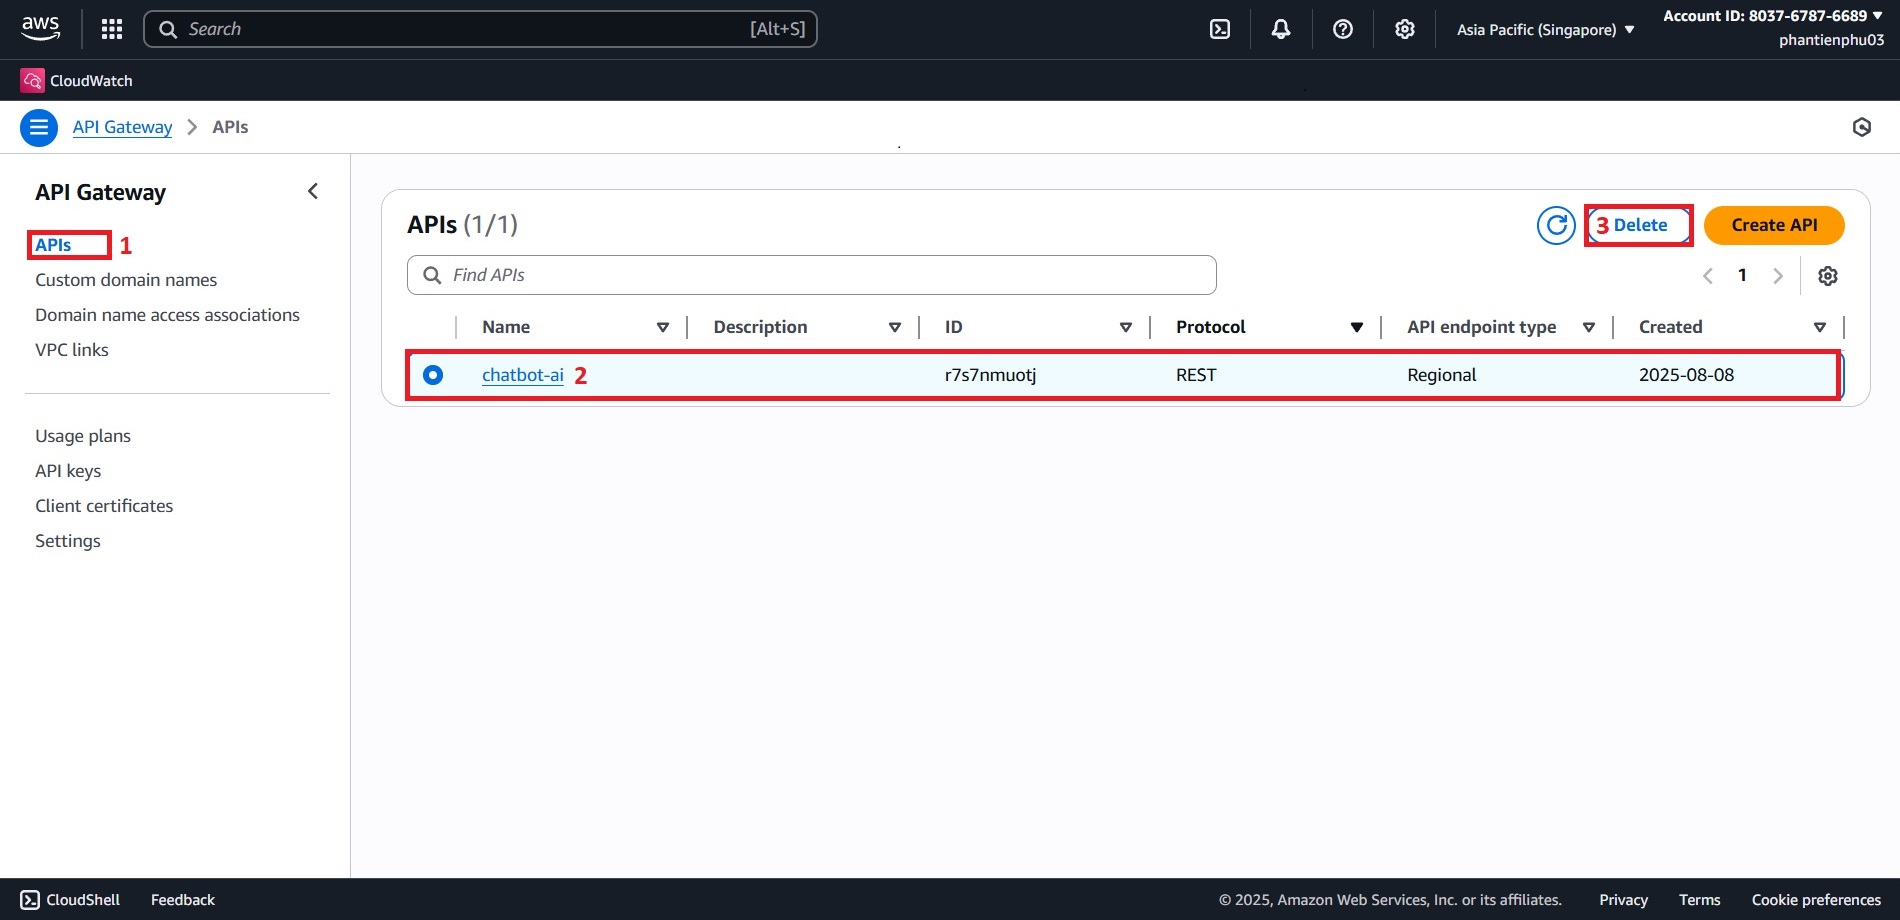 aws
Search [Alt+S]
Asia Pacific (Singapore)
Account ID: 8037-6787-6689
phantienphu03
CloudWatch
API Gateway > APIs
API Gateway
APIs 1
Custom domain names
Domain name access associations
VPC links
Usage plans
API keys
Client certificates
Settings
APIs (1/1)
3 Delete
Create API
Find APIs
1
Name Description ID Protocol API endpoint type Created
chatbot-ai 2 r7s7nmuotj REST Regional 2025-08-08
CloudShell Feedback
© 2025, Amazon Web Services, Inc. or its affiliates. Privacy Terms Cookie preferences